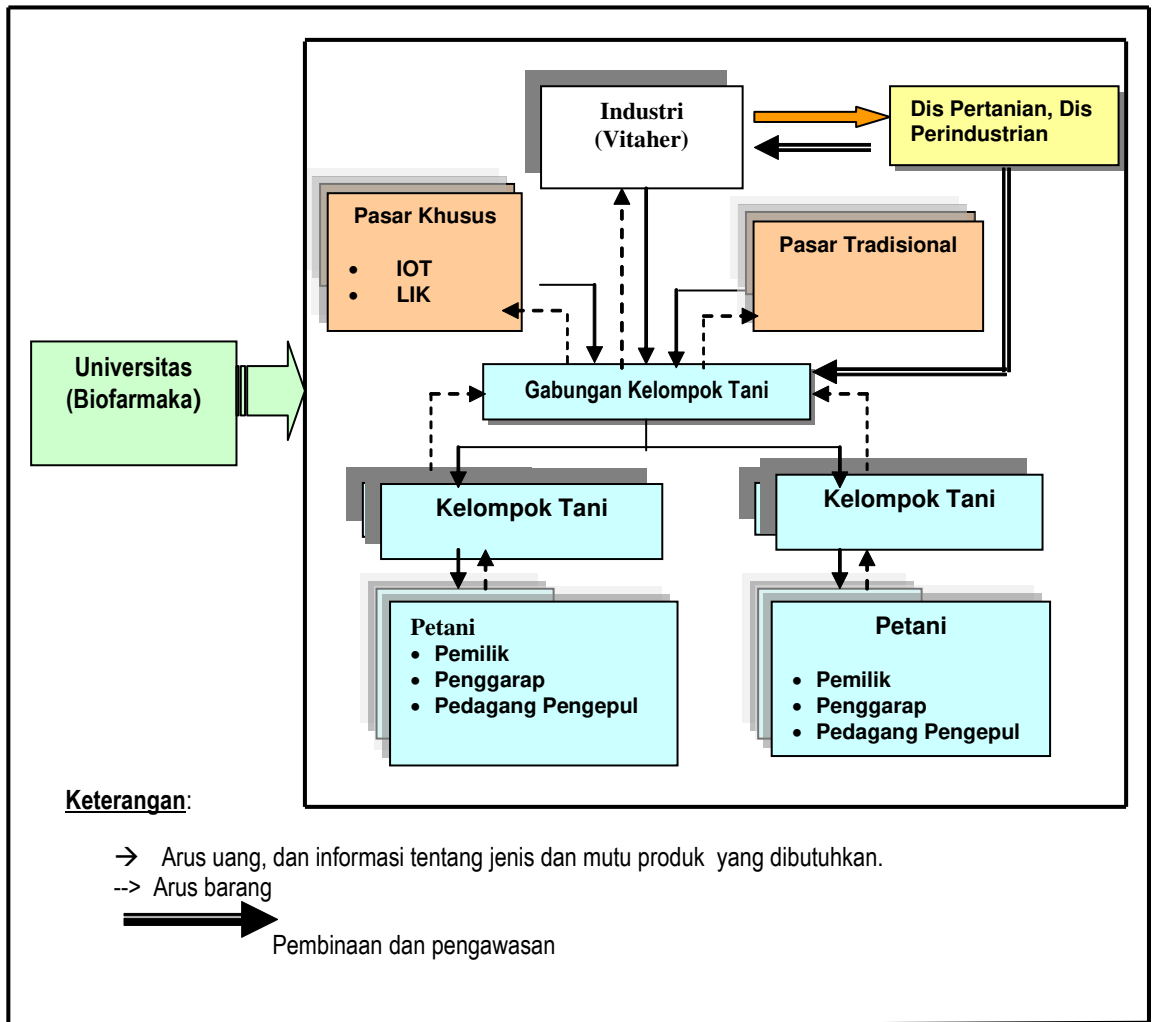 Industri
(Vitaher)
Dis Pertanian, Dis
Perindustrian
Pasar Khusus
• IOT
• LIK
Pasar Tradisional
Universitas
(Biofarmaka)
Gabungan Kelompok Tani
Kelompok Tani
Kelompok Tani
Petani
• Pemilik
• Penggarap
• Pedagang Pengepul
Petani
• Pemilik
• Penggarap
• Pedagang Pengepul
Keterangan:
→ Arus uang, dan informasi tentang jenis dan mutu produk yang dibutuhkan.
--> Arus barang
Pembinaan dan pengawasan